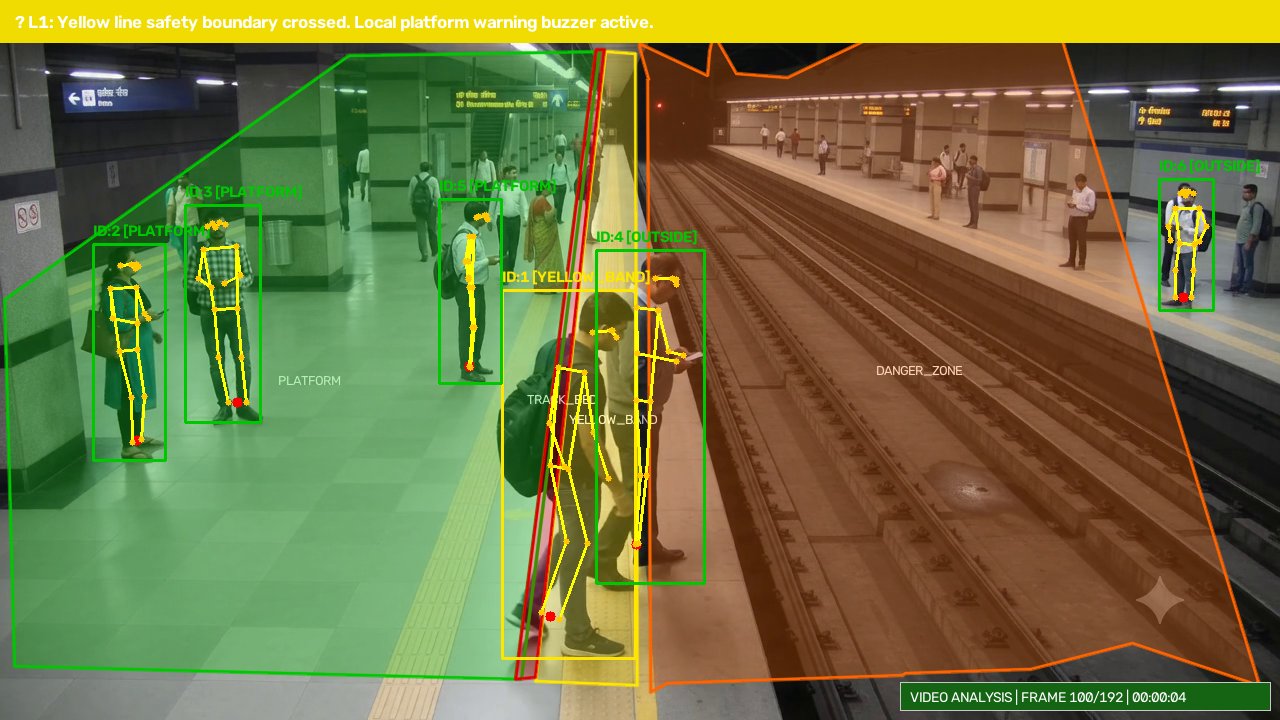 ? L1: Yellow line safety boundary crossed. Local platform warning buzzer active.
ID:6 [OUTSIDE]
ID:3 [PLATFORM]
ID:5 [PLATFORM]
ID:2 [PLATFORM]
ID:4 [OUTSIDE]
ID:1 [YELLOW_BAND]
DANGER_ZONE
PLATFORM
TRACK_BED
YELLOW_BAND
VIDEO ANALYSIS | FRAME 100/192 | 00:00:04